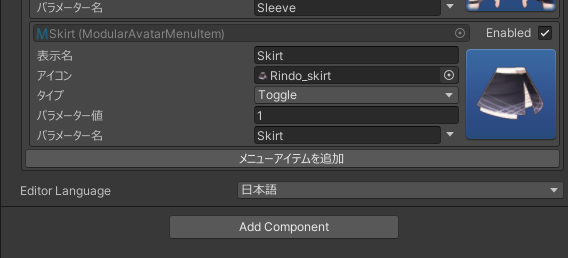 パラメーター名 Sleeve
Skirt (ModularAvatarMenuItem) Enabled
表示名 Skirt
アイコン Rindo_skirt
タイプ Toggle
パラメーター値 1
パラメーター名 Skirt
メニューアイテムを追加
Editor Language 日本語
Add Component